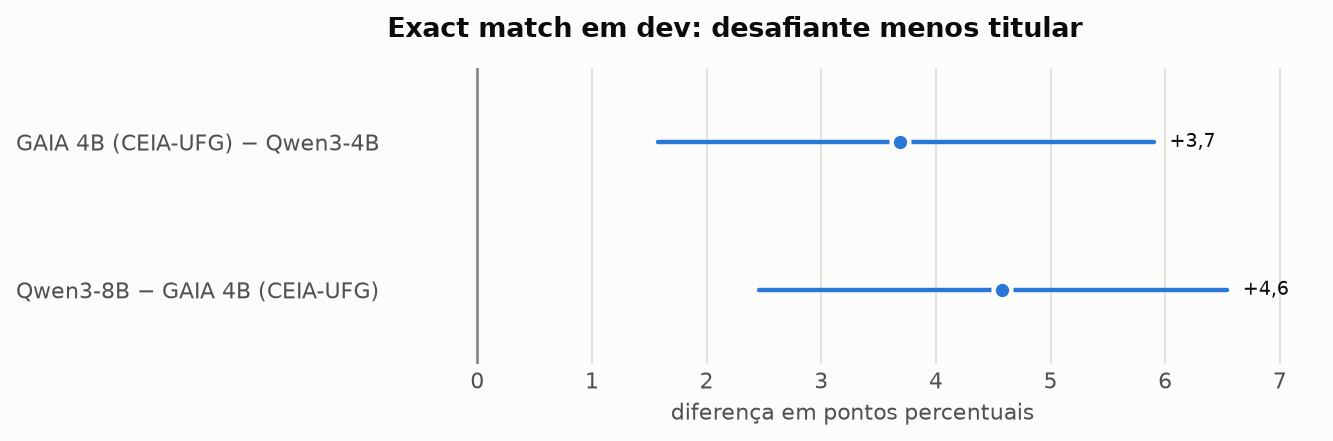 Exact match em dev: desafiante menos titular
GAIA 4B (CEIA-UFG) − Qwen3-4B
+3,7
Qwen3-8B − GAIA 4B (CEIA-UFG)
+4,6
0 1 2 3 4 5 6 7
diferença em pontos percentuais